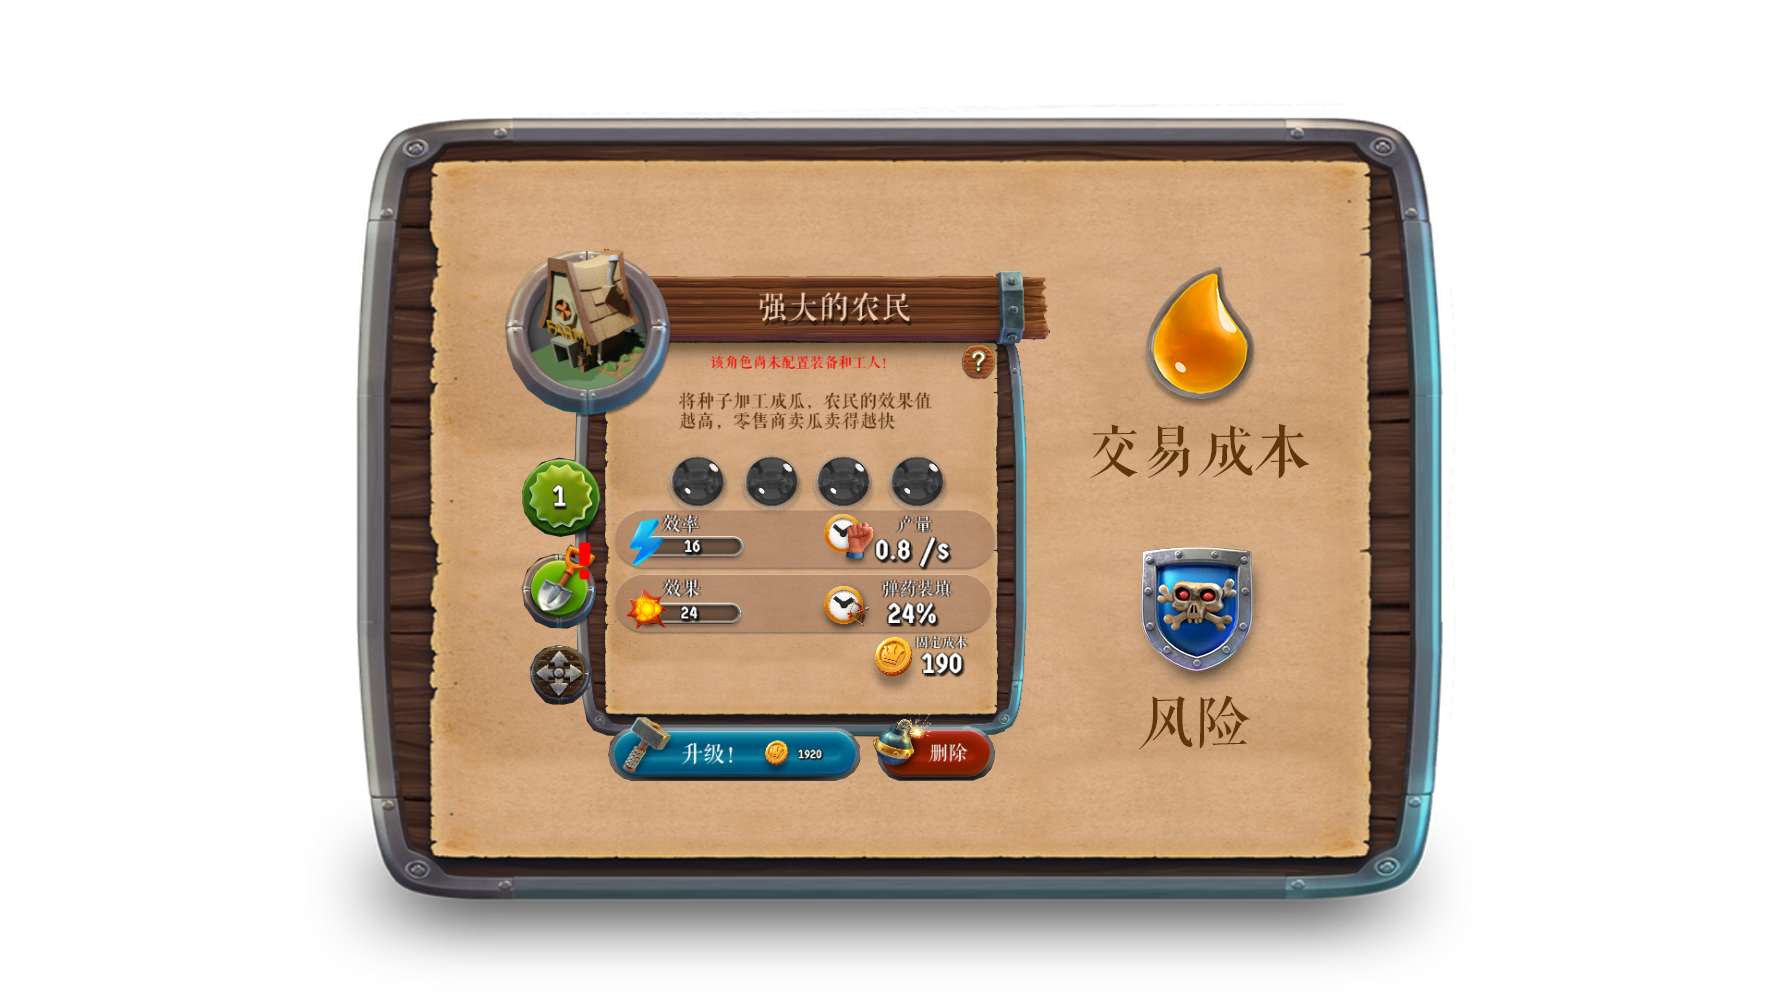 强大的农民
该角色尚未配置装备和工人!
?
将种子加工成瓜，农民的效果值
越高，零售商卖瓜卖得越快
1
效率
16
产量
0.8 /s
!
效果
24
弹药装填
24%
固定成本
190
升级!
1920
删除
交易成本
风险